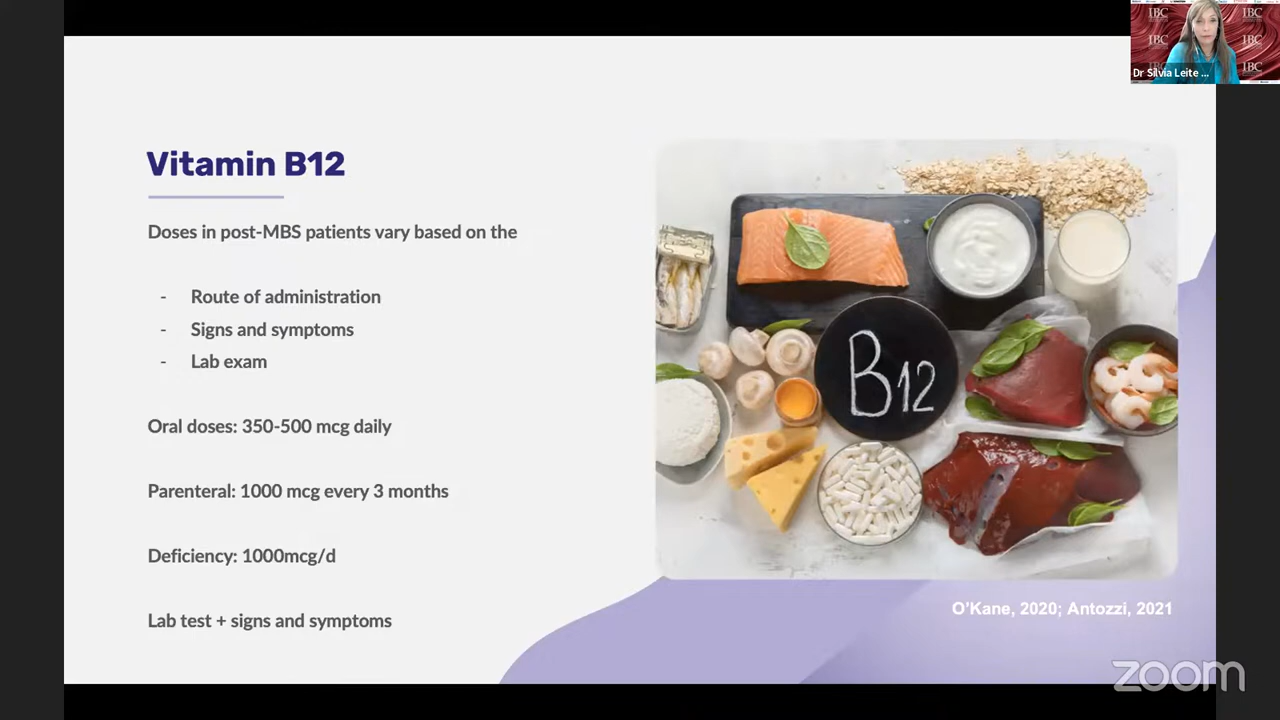 IBC
IBC
IBC
IBC
IBC
IBC
Dr Silvia Leite ...
Vitamin B12
Doses in post-MBS patients vary based on the
- Route of administration
- Signs and symptoms
- Lab exam
Oral doses: 350-500 mcg daily
Parenteral: 1000 mcg every 3 months
Deficiency: 1000mcg/d
Lab test + signs and symptoms
B12
O'Kane, 2020; Antozzi, 2021
zoom